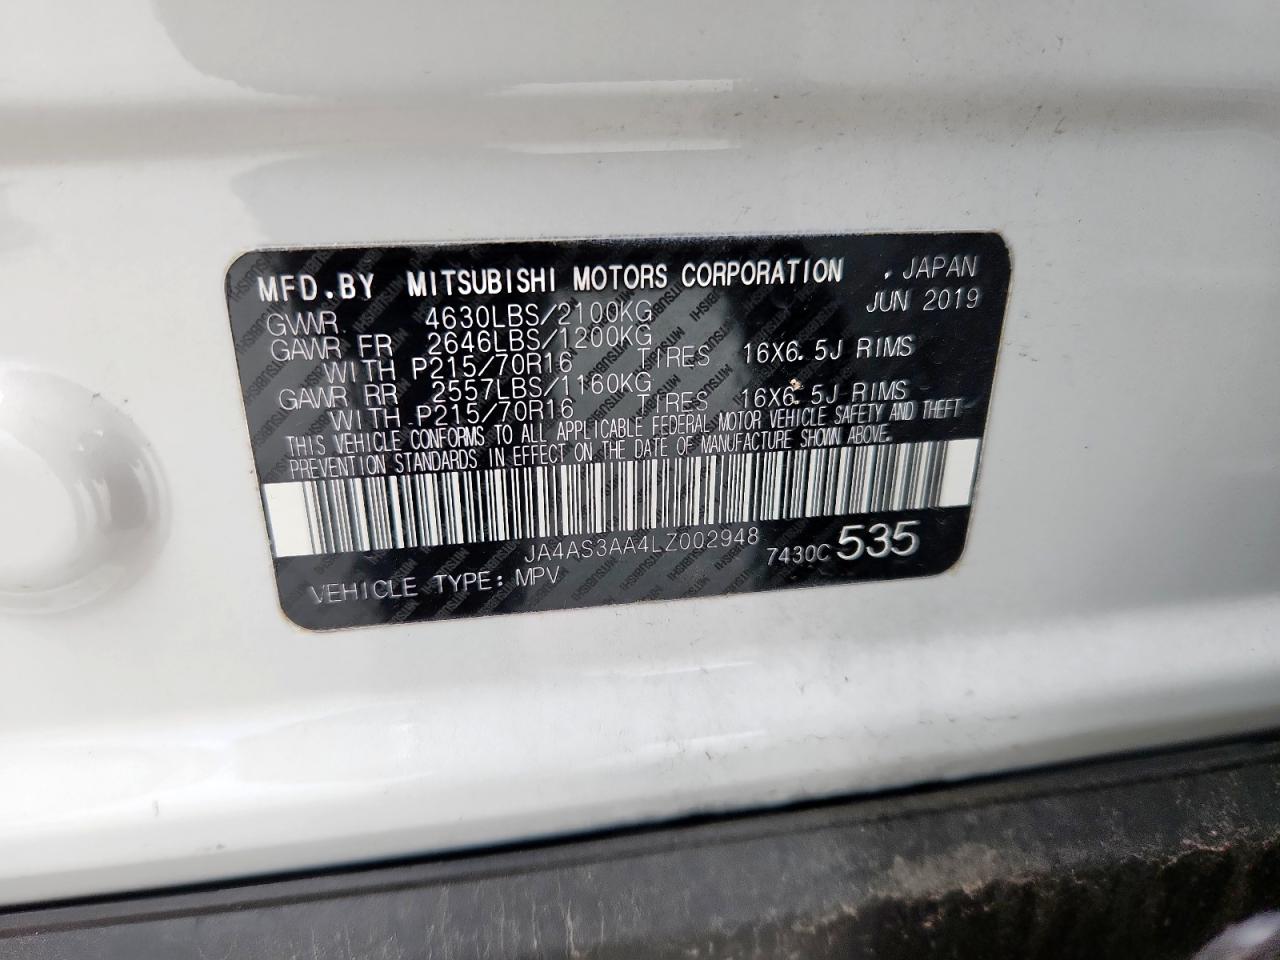 MFD.BY MITSUBISHI MOTORS CORPORATION , JAPAN
JUN 2019
GVWR 4630LBS/2100KG
GAWR FR 2646LBS/1200KG
WITH P215/70R16 TIRES 16X6.5J RIMS
GAWR RR 2557LBS/1160KG
WITH P215/70R16 TIRES 16X6.5J RIMS
THIS VEHICLE CONFORMS TO ALL APPLICABLE FEDERAL MOTOR VEHICLE SAFETY AND THEFT
PREVENTION STANDARDS IN EFFECT ON THE DATE OF MANUFACTURE SHOWN ABOVE.
JA4AS3AA4LZ002948
7430C 535
VEHICLE TYPE: MPV